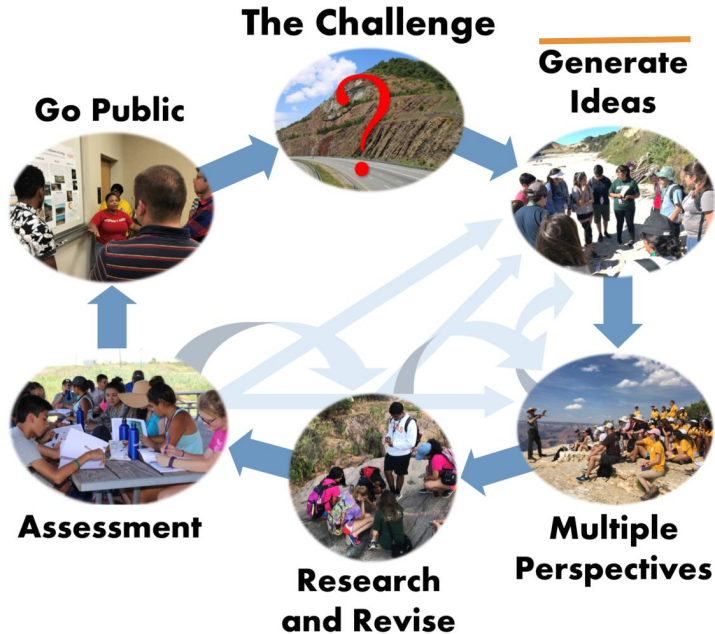 The Challenge
Generate
Ideas
Go Public
?
Assessment
Multiple
Perspectives
Research
and Revise